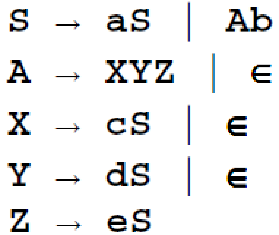 S → aS | Ab
A → XYZ | ∈
X → cS | ∈
Y → dS | ∈
Z → eS